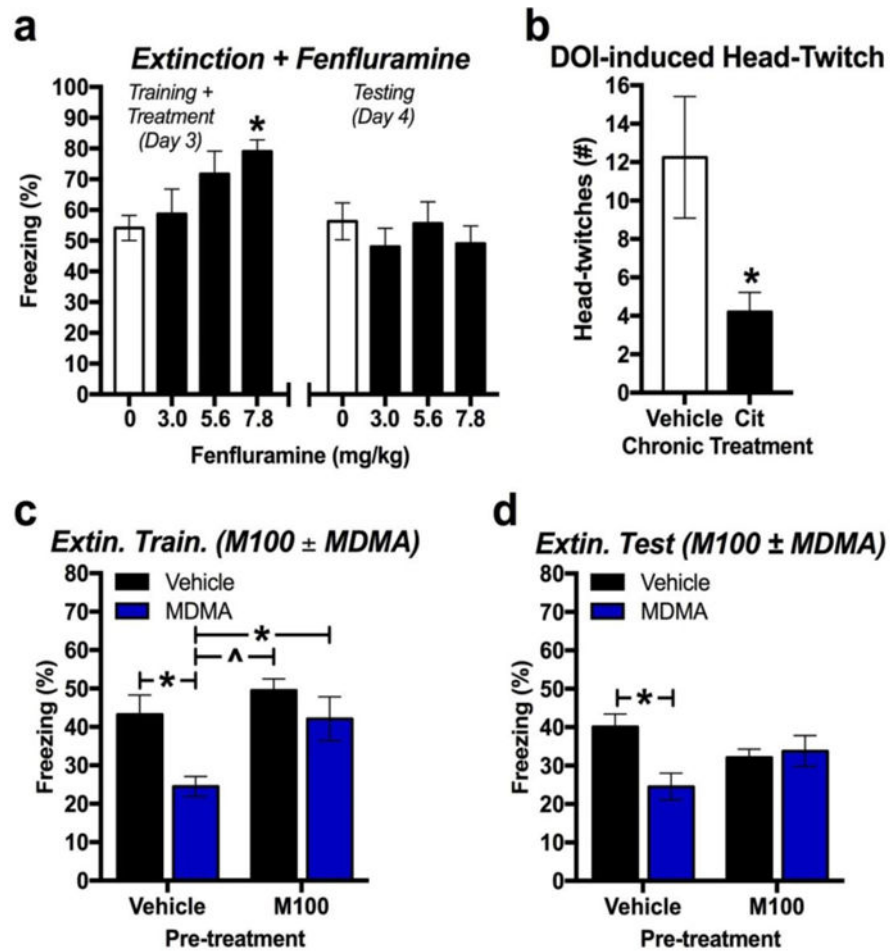 a
Extinction + Fenfluramine
Training +
Treatment
(Day 3)
Testing
(Day 4)
*
Freezing (%)
100
90
80
70
60
50
40
30
20
10
0
0 3.0 5.6 7.8 0 3.0 5.6 7.8
Fenfluramine (mg/kg)
b
DOI-induced Head-Twitch
Head-twitches (#)
16
14
12
10
8
6
4
2
0
*
Vehicle Cit
Chronic Treatment
c
Extin. Train. (M100 ± MDMA)
Vehicle
MDMA
Freezing (%)
80
70
60
50
40
30
20
10
0
*
^
*
Vehicle M100
Pre-treatment
d
Extin. Test (M100 ± MDMA)
Vehicle
MDMA
Freezing (%)
80
70
60
50
40
30
20
10
0
*
Vehicle M100
Pre-treatment